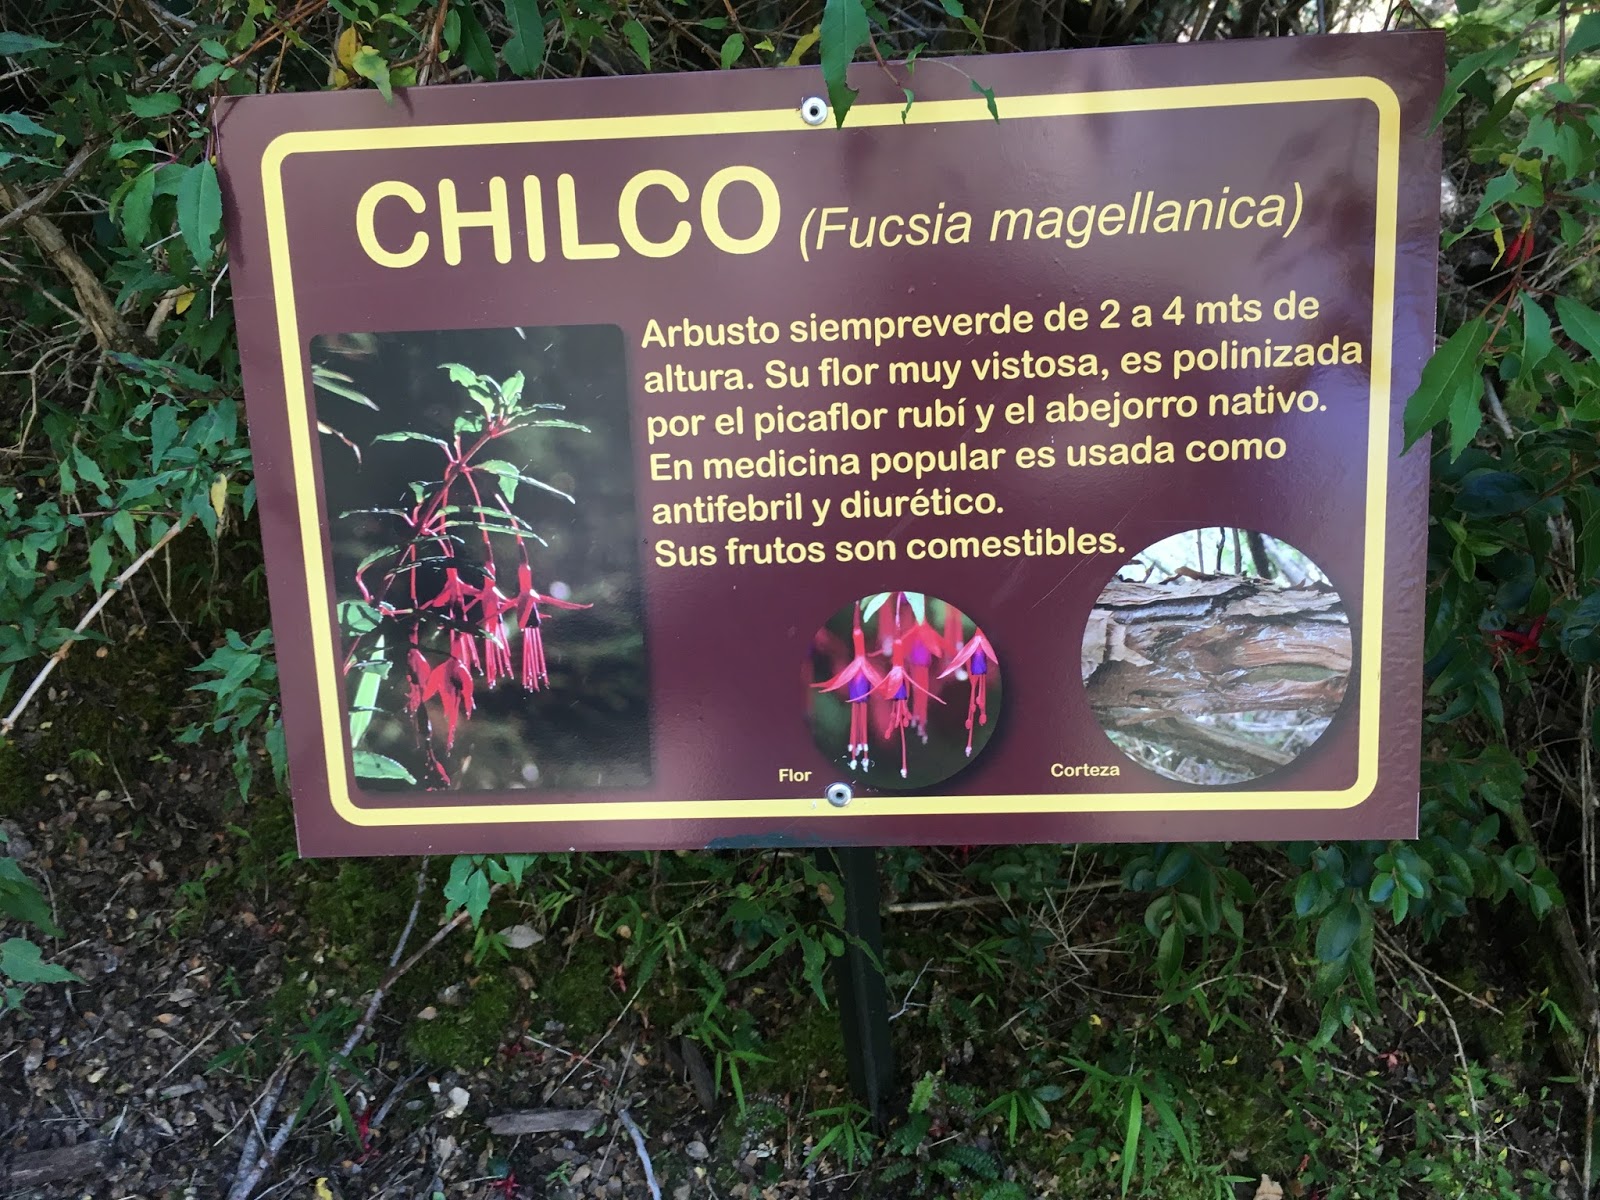 CHILCO (Fucsia magellanica)
Arbusto siempreverde de 2 a 4 mts de
altura. Su flor muy vistosa, es polinizada
por el picaflor rubí y el abejorro nativo.
En medicina popular es usada como
antifebril y diurético.
Sus frutos son comestibles.
Flor
Corteza